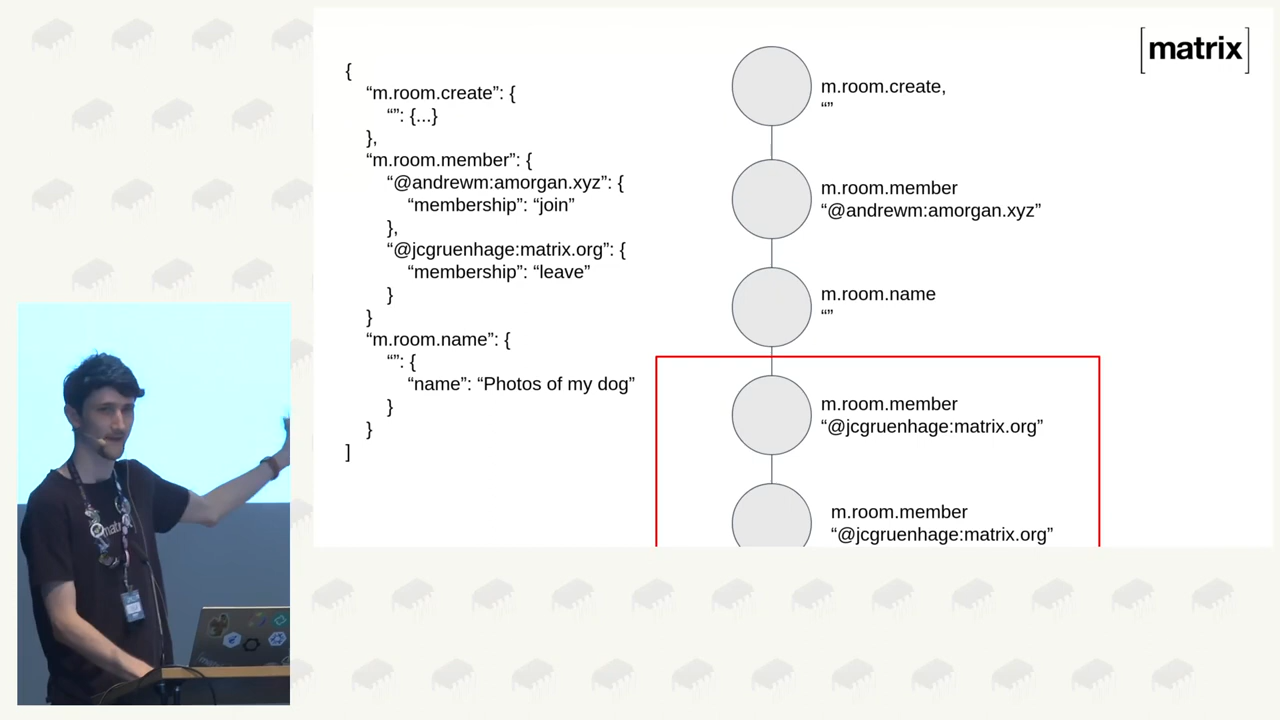 [matrix]
{
“m.room.create”: {
“”: {...}
},
“m.room.member”: {
“@andrewm:amorgan.xyz”: {
“membership”: “join”
},
“@jcgruenhage:matrix.org”: {
“membership”: “leave”
}
}
“m.room.name”: {
“”: {
“name”: “Photos of my dog”
}
}
]
m.room.create,
“”
m.room.member
“@andrewm:amorgan.xyz”
m.room.name
“”
m.room.member
“@jcgruenhage:matrix.org”
m.room.member
“@jcgruenhage:matrix.org”